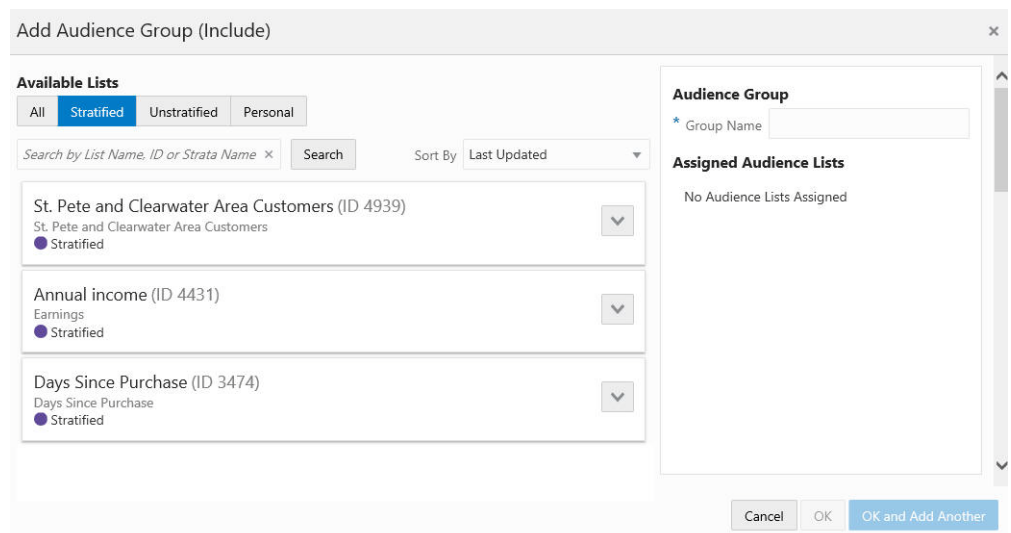 Add Audience Group (Include)
×
Available Lists
All Stratified Unstratified Personal
Search by List Name, ID or Strata Name × Search Sort By Last Updated
St. Pete and Clearwater Area Customers (ID 4939)
St. Pete and Clearwater Area Customers
Stratified
Annual income (ID 4431)
Earnings
Stratified
Days Since Purchase (ID 3474)
Days Since Purchase
Stratified
Audience Group
* Group Name
Assigned Audience Lists
No Audience Lists Assigned
Cancel OK OK and Add Another